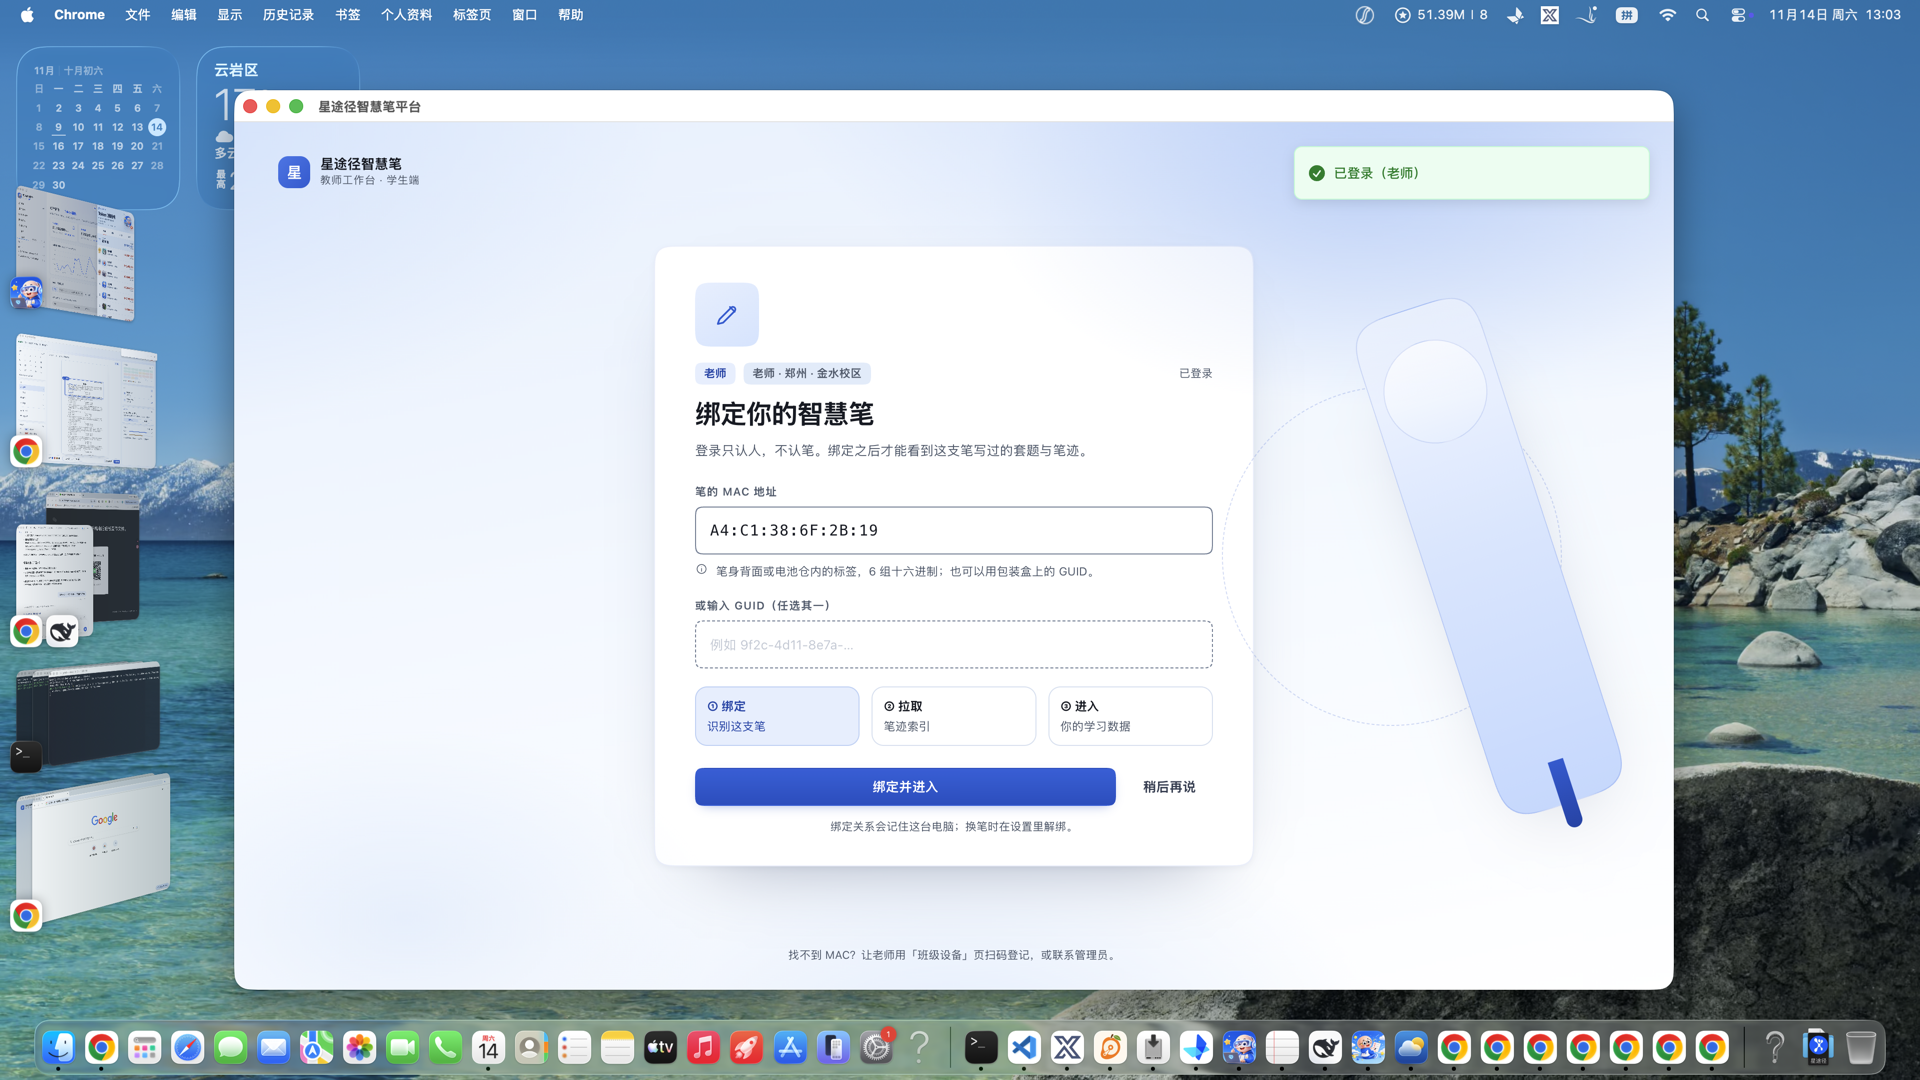 Chrome 文件 编辑 显示 历史记录 书签 个人资料 标签页 窗口 帮助
51.39M | 8 拼 11月14日 周六 13:03
11月 十月初六
日 一 二 三 四 五 六
1 2 3 4 5 6 7
8 9 10 11 12 13 14
15 16 17 18 19 20 21
22 23 24 25 26 27 28
29 30
云岩区
多云
最高
星途径智慧笔平台
星
星途径智慧笔
教师工作台 · 学生端
已登录（老师）
老师
老师 · 郑州 · 金水校区
已登录
绑定你的智慧笔
登录只认人，不认笔。绑定之后才能看到这支笔写过的套题与笔迹。
笔的 MAC 地址
A4:C1:38:6F:2B:19
笔身背面或电池仓内的标签，6 组十六进制；也可以用包装盒上的 GUID。
或输入 GUID（任选其一）
例如 9f2c-4d11-8e7a-…
① 绑定
识别这支笔
② 拉取
笔迹索引
③ 进入
你的学习数据
绑定并进入
稍后再说
绑定关系会记住这台电脑；换笔时在设置里解绑。
找不到 MAC？让老师用「班级设备」页扫码登记，或联系管理员。
Google
周六
14
tv
1